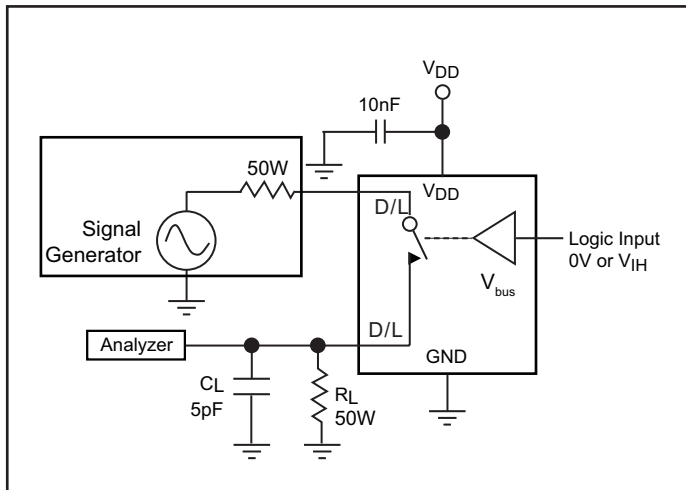 VDD
10nF
VDD
50W
Signal
Generator
D/L
Logic Input
0V or VIH
Vbus
D/L
GND
Analyzer
CL
5pF
RL
50W